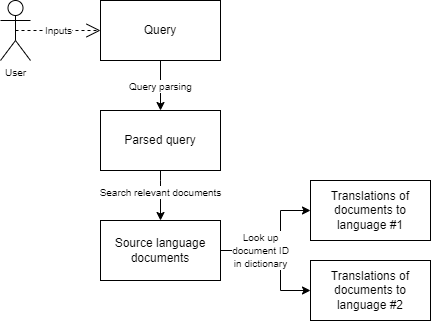 Inputs
Query
User
Query parsing
Parsed query
Search relevant documents
Source language
documents
Look up
document ID
in dictionary
Translations of
documents to
language #1
Translations of
documents to
language #2